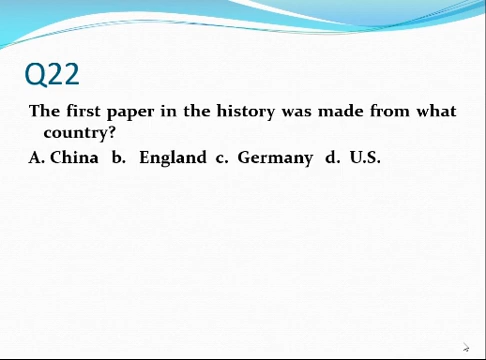 Q22
The first paper in the history was made from what
country?
A. China b. England c. Germany d. U.S.